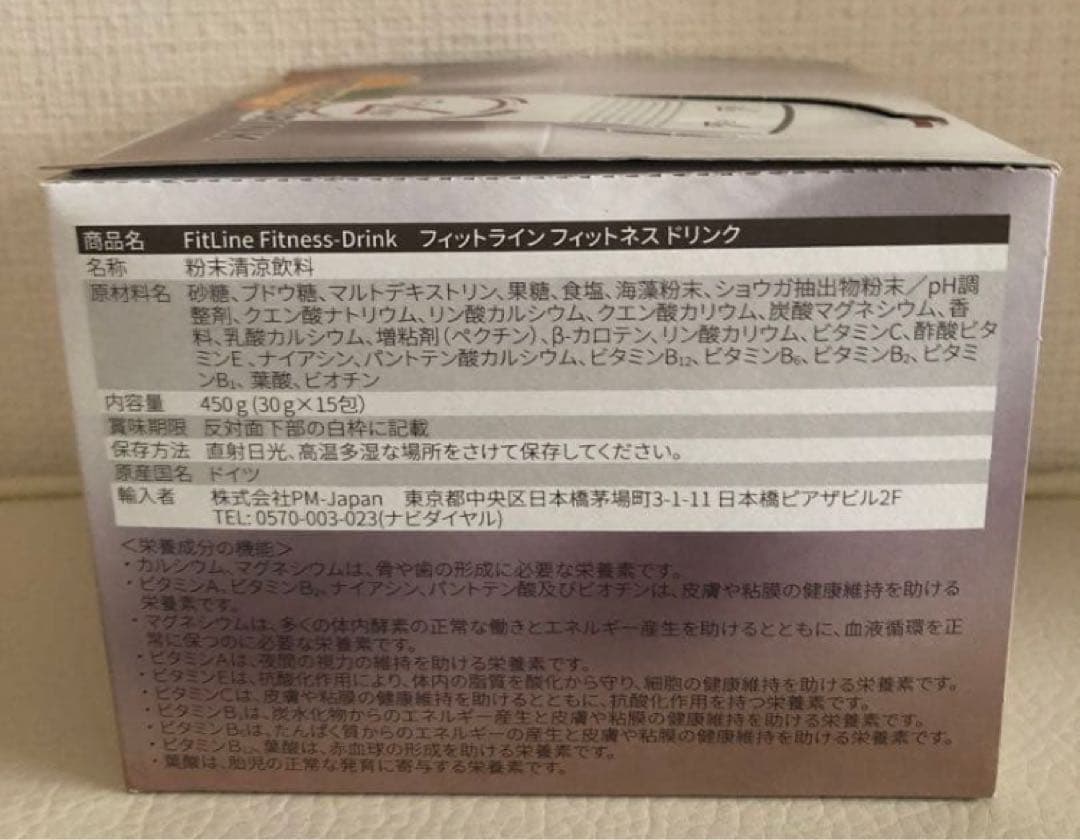 商品名 FitLine Fitness-Drink フィットライン フィットネス ドリンク
名称 粉末清涼飲料
原材料名 砂糖、ブドウ糖、マルトデキストリン、果糖、食塩、海藻粉末、ショウガ抽出物粉末／pH調
整剤、クエン酸ナトリウム、リン酸カルシウム、クエン酸カリウム、炭酸マグネシウム、香
料、乳酸カルシウム、増粘剤（ペクチン）、β-カロテン、リン酸カリウム、ビタミンC、酢酸ビタ
ミンE、ナイアシン、パントテン酸カルシウム、ビタミンB₁₂、ビタミンB₆、ビタミンB₂、ビタミ
ンB₁、葉酸、ビオチン
内容量 450g(30g×15包)
賞味期限 反対面下部の白枠に記載
保存方法 直射日光、高温多湿な場所をさけて保存してください。
原産国名 ドイツ
輸入者 株式会社PM-Japan 東京都中央区日本橋茅場町3-1-11 日本橋ピアザビル2F
TEL: 0570-003-023(ナビダイヤル)
＜栄養成分の機能＞
・カルシウム、マグネシウムは、骨や歯の形成に必要な栄養素です。
・ビタミンA、ビタミンB₂、ナイアシン、パントテン酸及びビオチンは、皮膚や粘膜の健康維持を助ける
栄養素です。
・マグネシウムは、多くの体内酵素の正常な働きとエネルギー産生を助けるとともに、血液循環を正
常に保つのに必要な栄養素です。
・ビタミンAは、夜間の視力の維持を助ける栄養素です。
・ビタミンEは、抗酸化作用により、体内の脂質を酸化から守り、細胞の健康維持を助ける栄養素です。
・ビタミンCは、皮膚や粘膜の健康維持を助けるとともに、抗酸化作用を持つ栄養素です。
・ビタミンB₁は、炭水化物からのエネルギー産生と皮膚や粘膜の健康維持を助ける栄養素です。
・ビタミンB₆は、たんぱく質からのエネルギーの産生と皮膚や粘膜の健康維持を助ける栄養素です。
・ビタミンB₁₂、葉酸は、赤血球の形成を助ける栄養素です。
・葉酸は、胎児の正常な発育に寄与する栄養素です。